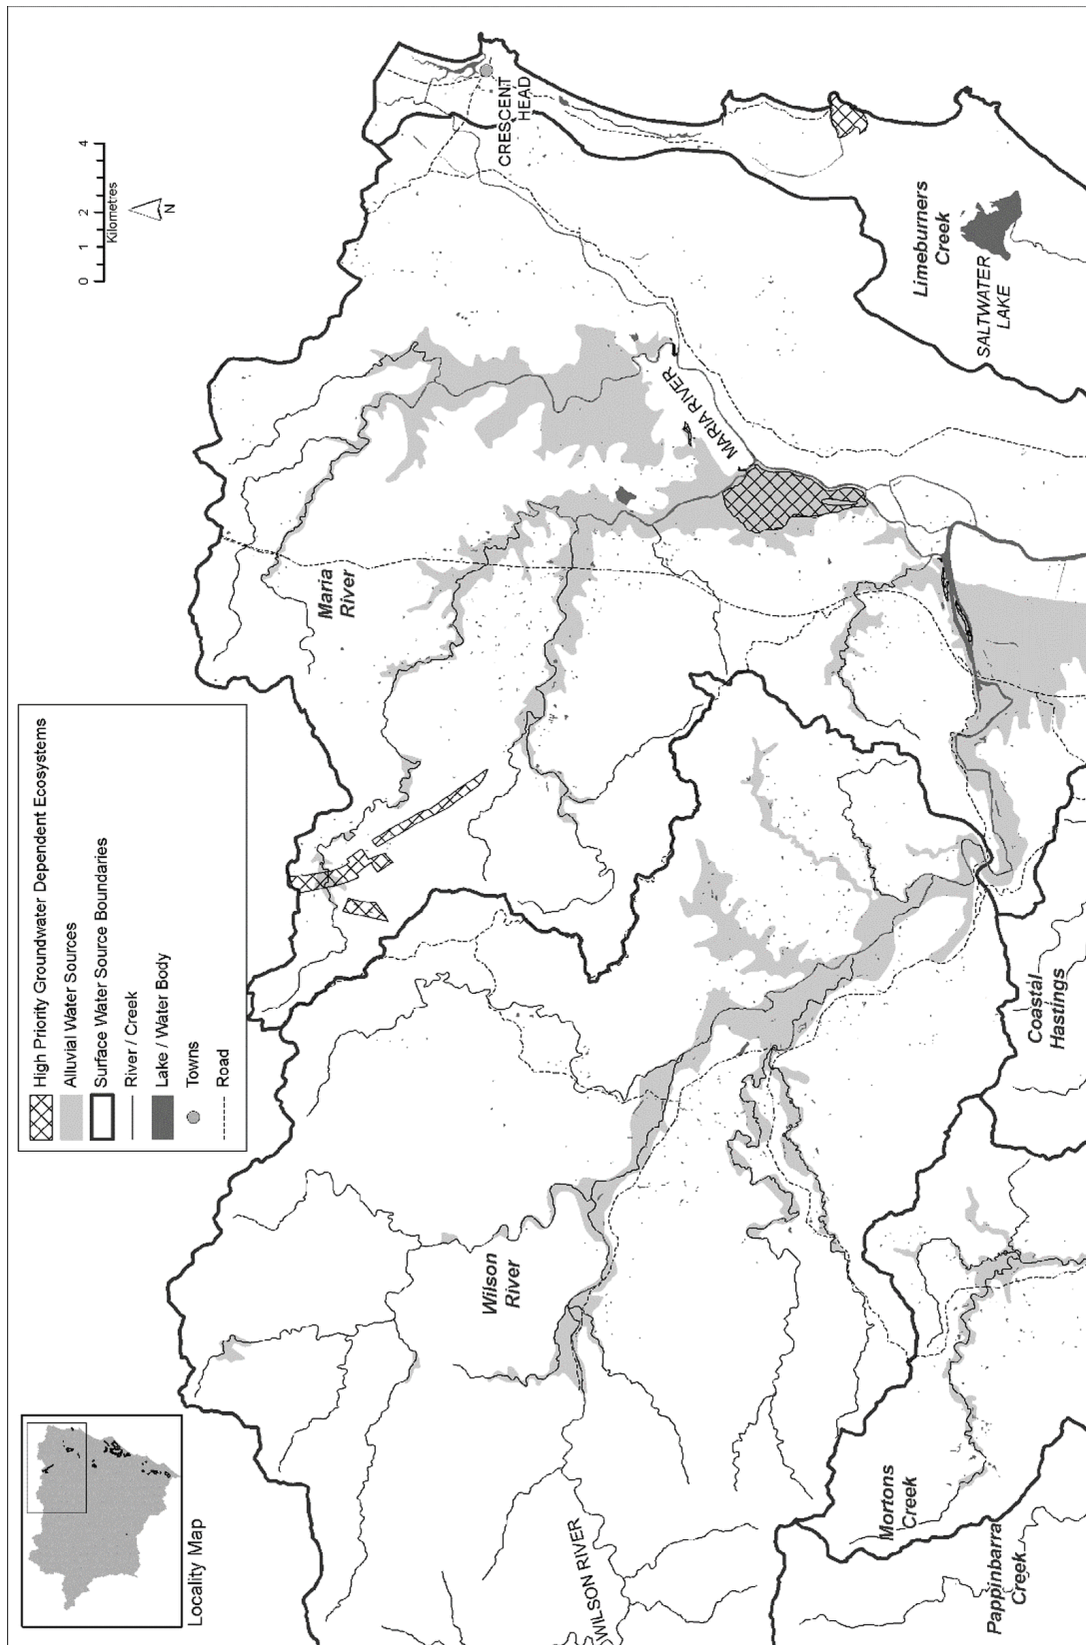 Locality Map
High Priority Groundwater Dependent Ecosystems
Alluvial Water Sources
Surface Water Source Boundaries
River / Creek
Lake / Water Body
Towns
Road
0 1 2 4
Kilometres
N
CRESCENT
HEAD
Maria
River
MARIA RIVER
Wilson
River
WILSON RIVER
Limeburners
Creek
SALTWATER
LAKE
Coastal
Hastings
Mortons
Creek
Pappinbarra
Creek